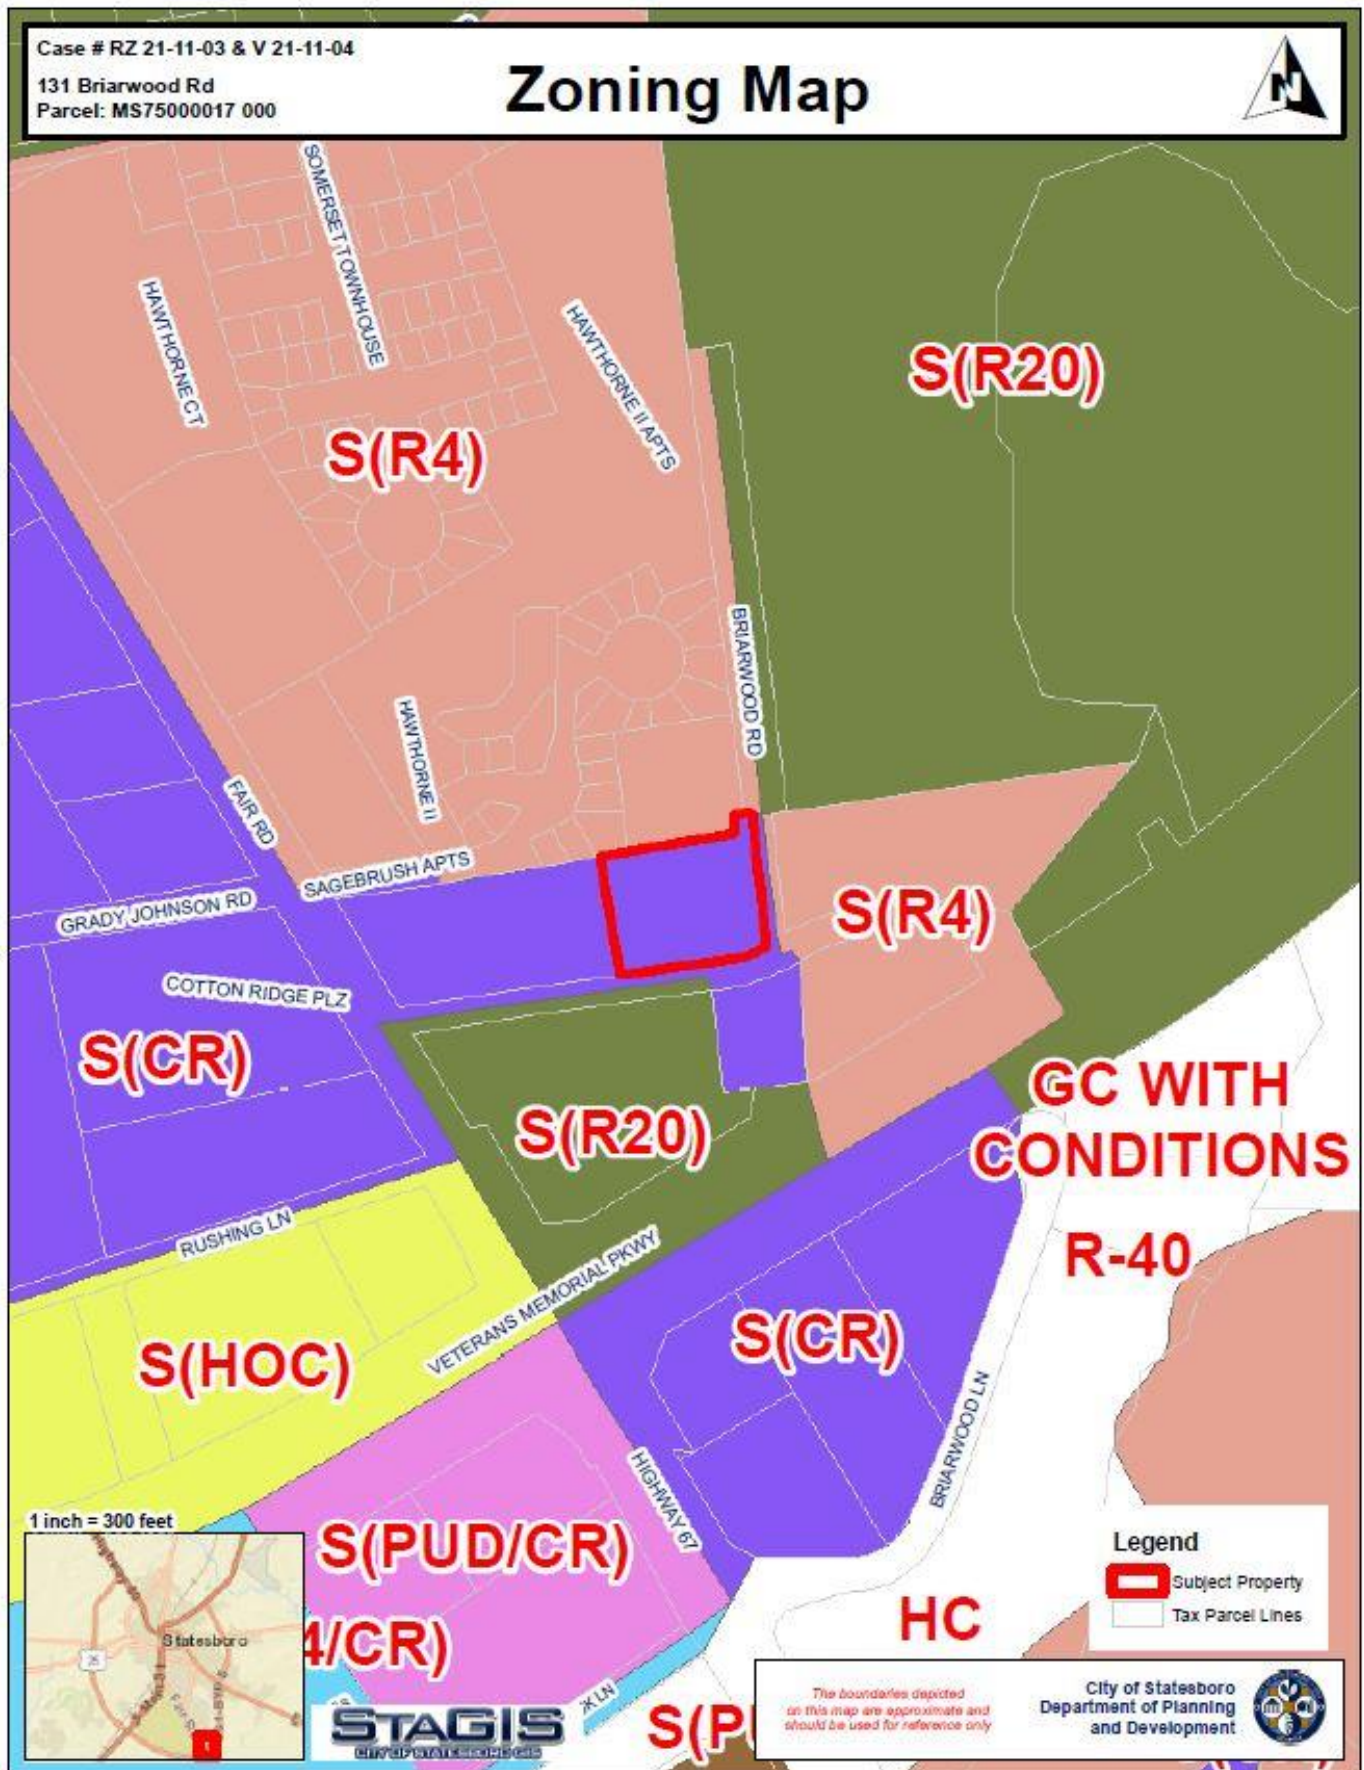 Case # RZ 21-11-03 & V 21-11-04
131 Briarwood Rd
Parcel: MS75000017 000
Zoning Map
N
SOMERSET TOWNHOUSE
HAWTHORNE CT
HAWTHORNE II APTS
S(R20)
S(R4)
BRIARWOOD RD
HAWTHORNE II
FAIR RD
SAGEBRUSH APTS
GRADY JOHNSON RD
S(R4)
COTTON RIDGE PLZ
S(CR)
GC WITH
CONDITIONS
S(R20)
RUSHING LN
R-40
VETERANS MEMORIAL PKWY
S(HOC)
S(CR)
BRIARWOOD LN
HIGHWAY 67
1 inch = 300 feet
S(PUD/CR)
Legend
Subject Property
Tax Parcel Lines
HC
Statesboro
4/CR)
K LN
STAGIS
CITY OF STATESBORO GIS
S(P
The boundaries depicted
on this map are approximate and
should be used for reference only
City of Statesboro
Department of Planning
and Development